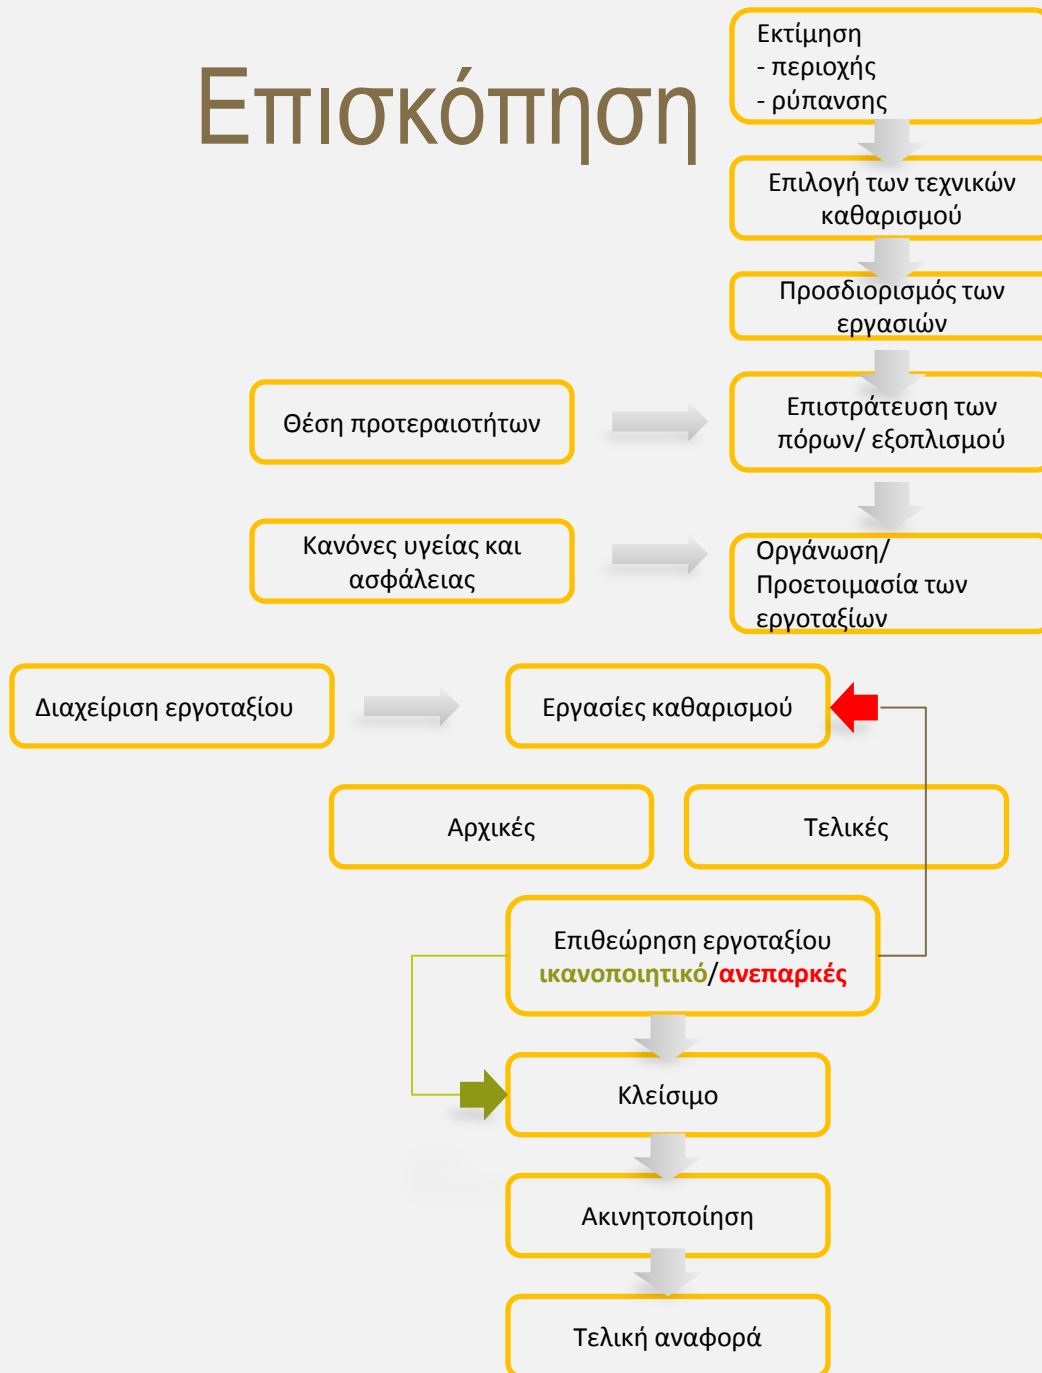 Επισκόπηση
Εκτίμηση
- περιοχής
- ρύπανσης
Επιλογή των τεχνικών
καθαρισμού
Προσδιορισμός των
εργασιών
Θέση προτεραιοτήτων
Επιστράτευση των
πόρων/ εξοπλισμού
Κανόνες υγείας και
ασφάλειας
Οργάνωση/
Προετοιμασία των
εργοταξίων
Διαχείριση εργοταξίου
Εργασίες καθαρισμού
Αρχικές
Τελικές
Επιθεώρηση εργοταξίου
ικανοποιητικό/ανεπαρκές
Κλείσιμο
Ακινητοποίηση
Τελική αναφορά